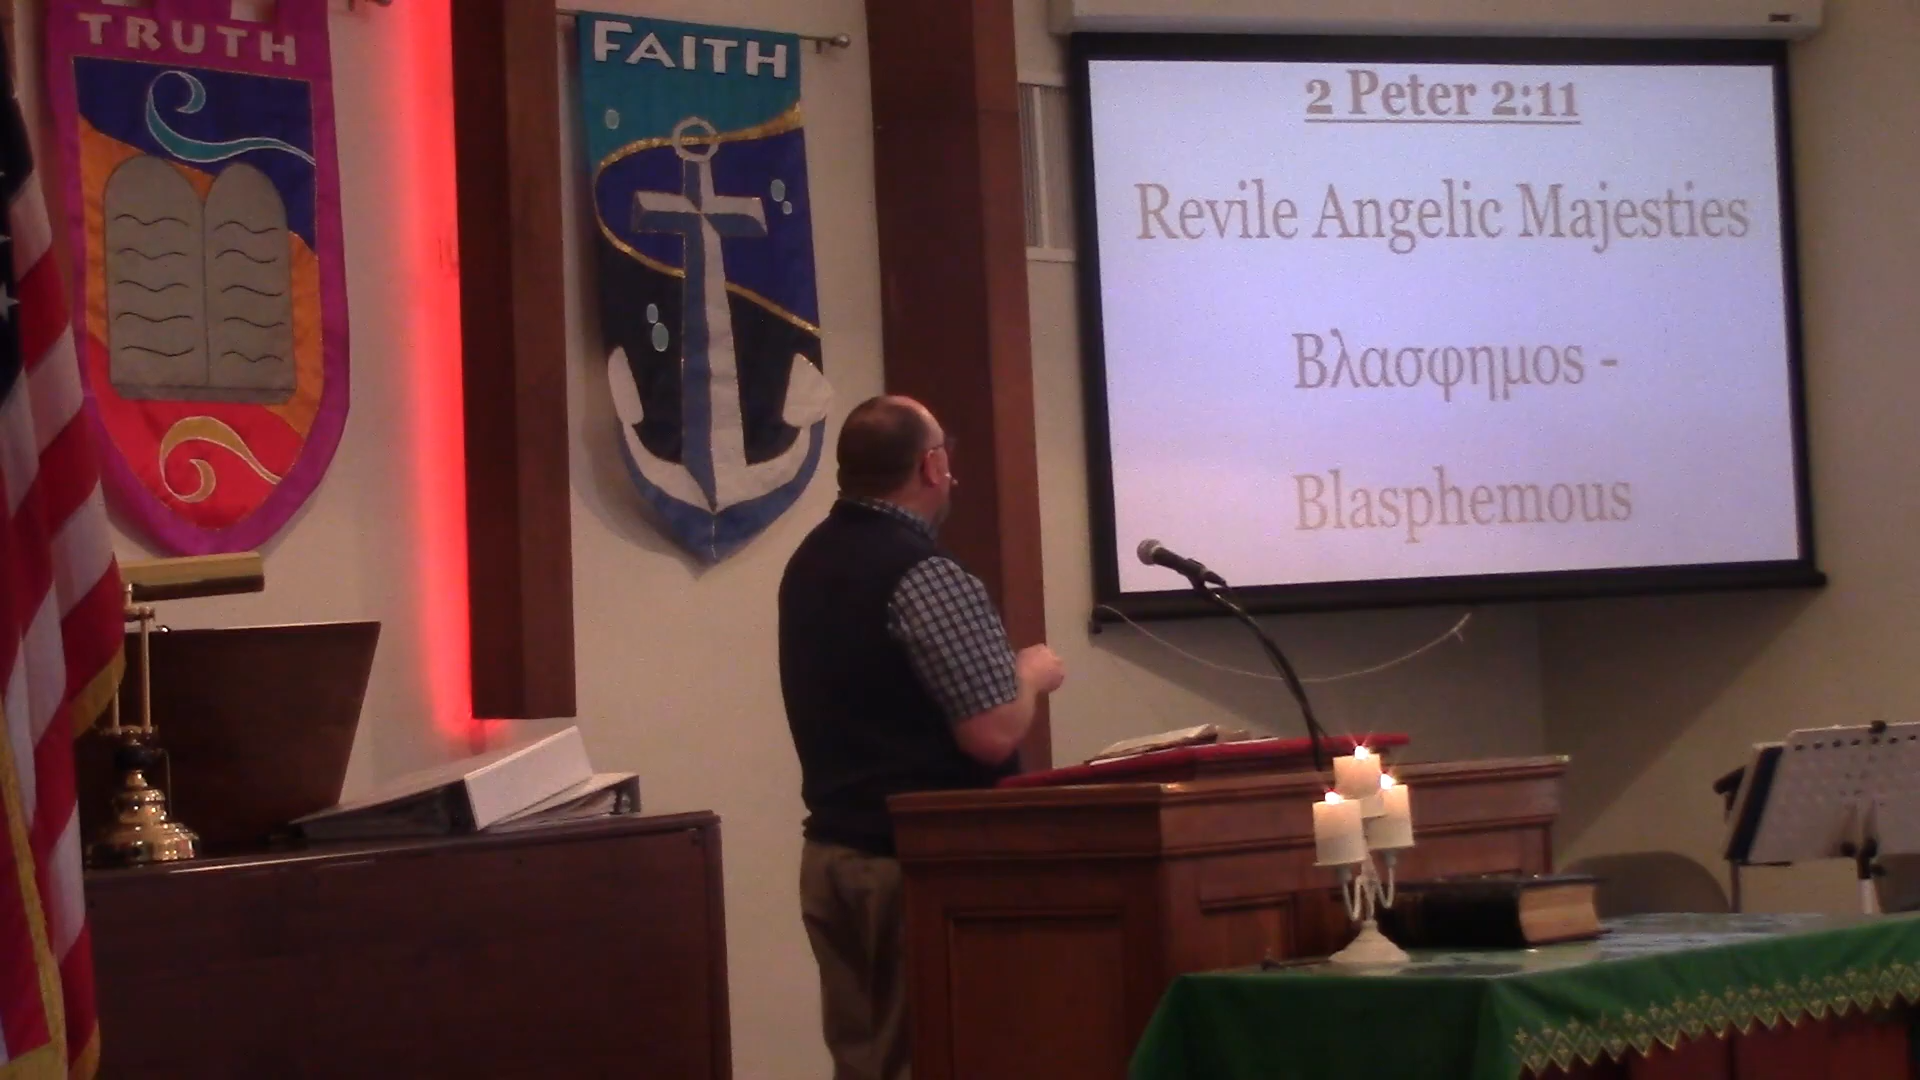 TRUTH
FAITH
2 Peter 2:11
Revile Angelic Majesties
Βλασφημος -
Blasphemous